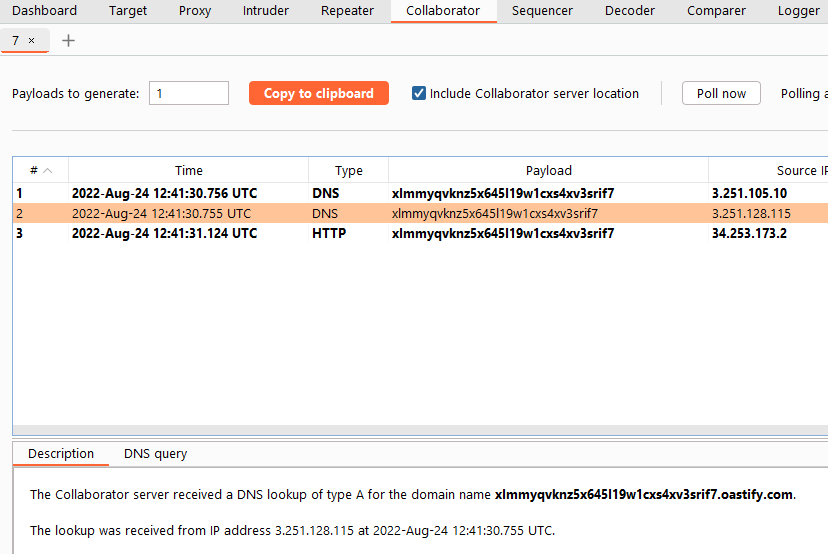 Dashboard Target Proxy Intruder Repeater Collaborator Sequencer Decoder Comparer Logger
7 × +
Payloads to generate: 1 Copy to clipboard Include Collaborator server location Poll now Polling
# Time Type Payload Source IP
1 2022-Aug-24 12:41:30.756 UTC DNS xlmmyqvknz5x645l19w1cxs4xv3srif7 3.251.105.10
2 2022-Aug-24 12:41:30.755 UTC DNS xlmmyqvknz5x645l19w1cxs4xv3srif7 3.251.128.115
3 2022-Aug-24 12:41:31.124 UTC HTTP xlmmyqvknz5x645l19w1cxs4xv3srif7 34.253.173.2
Description DNS query
The Collaborator server received a DNS lookup of type A for the domain name xlmmyqvknz5x645l19w1cxs4xv3srif7.oastify.com.
The lookup was received from IP address 3.251.128.115 at 2022-Aug-24 12:41:30.755 UTC.